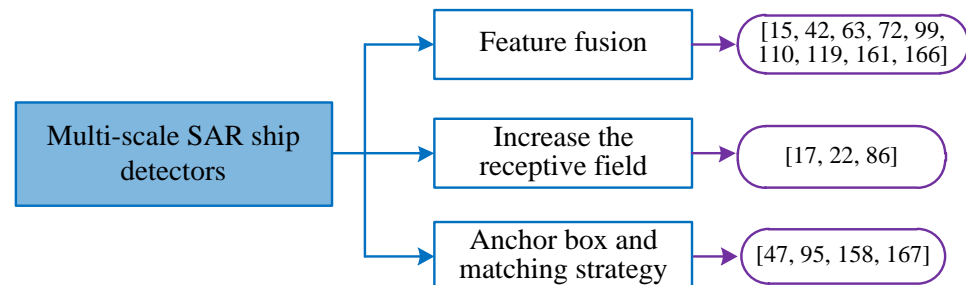 Multi-scale SAR ship
detectors
Feature fusion
[15, 42, 63, 72, 99,
110, 119, 161, 166]
Increase the
receptive field
[17, 22, 86]
Anchor box and
matching strategy
[47, 95, 158, 167]